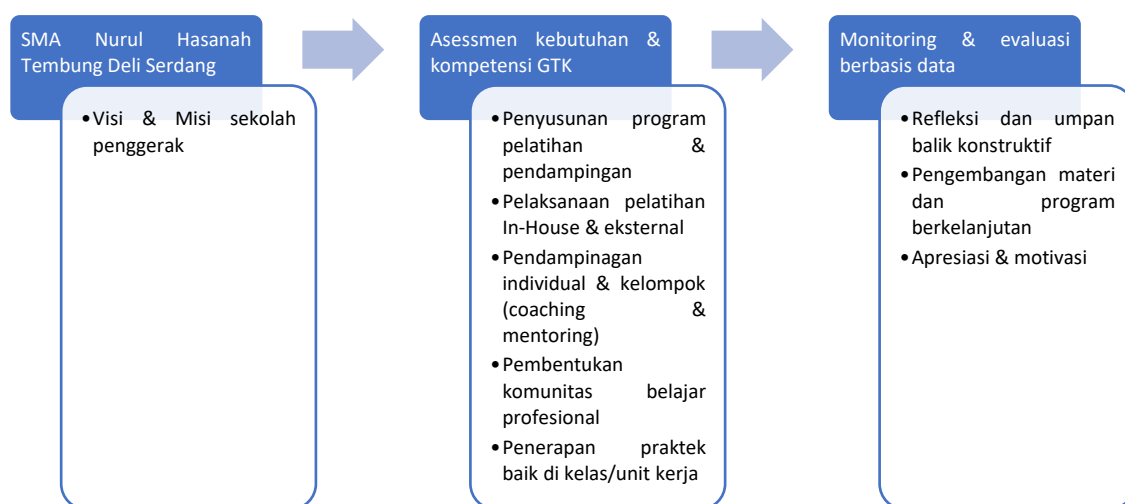 SMA Nurul Hasanah
Tembung Deli Serdang
•Visi & Misi sekolah
penggerak
Asessmen kebutuhan &
kompetensi GTK
•Penyusunan program
pelatihan &
pendampingan
•Pelaksanaan pelatihan
In-House & eksternal
•Pendampinagan
individual & kelompok
(coaching &
mentoring)
•Pembentukan
komunitas belajar
profesional
•Penerapan praktek
baik di kelas/unit kerja
Monitoring & evaluasi
berbasis data
•Refleksi dan umpan
balik konstruktif
•Pengembangan materi
dan program
berkelanjutan
•Apresiasi & motivasi